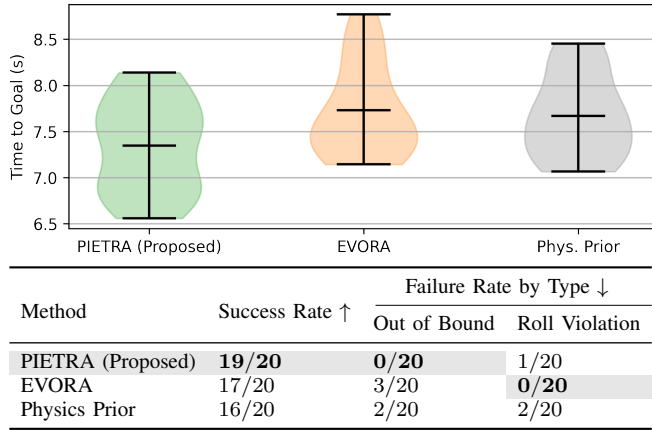 8.5
8.0
7.5
7.0
6.5
Time to Goal (s)
PIETRA (Proposed) EVORA Phys. Prior
Method Success Rate ↑ Failure Rate by Type ↓
Out of Bound Roll Violation
PIETRA (Proposed) 19/20 0/20 1/20
EVORA 17/20 3/20 0/20
Physics Prior 16/20 2/20 2/20